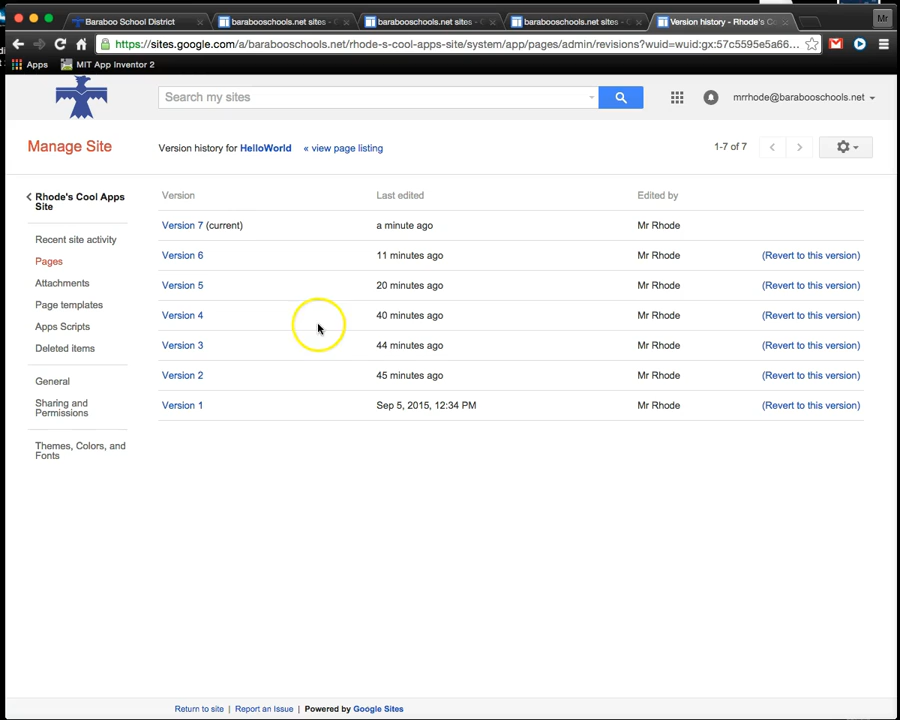 Baraboo School District
barabooschools.net sites - G
barabooschools.net sites - G
barabooschools.net sites - G
Version history - Rhode's Co
Mr
https://sites.google.com/a/barabooschools.net/rhode-s-cool-apps-site/system/app/pages/admin/revisions?wuid=wuid:gx:57c5595e5a66...
Apps
MIT App Inventor 2
Search my sites
mrrhode@barabooschools.net
Manage Site
Version history for HelloWorld « view page listing
1-7 of 7
Rhode's Cool Apps
Site
Recent site activity
Pages
Attachments
Page templates
Apps Scripts
Deleted items
General
Sharing and
Permissions
Themes, Colors, and
Fonts
Version Last edited Edited by
Version 7 (current) a minute ago Mr Rhode
Version 6 11 minutes ago Mr Rhode (Revert to this version)
Version 5 20 minutes ago Mr Rhode (Revert to this version)
Version 4 40 minutes ago Mr Rhode (Revert to this version)
Version 3 44 minutes ago Mr Rhode (Revert to this version)
Version 2 45 minutes ago Mr Rhode (Revert to this version)
Version 1 Sep 5, 2015, 12:34 PM Mr Rhode (Revert to this version)
Return to site | Report an Issue | Powered by Google Sites